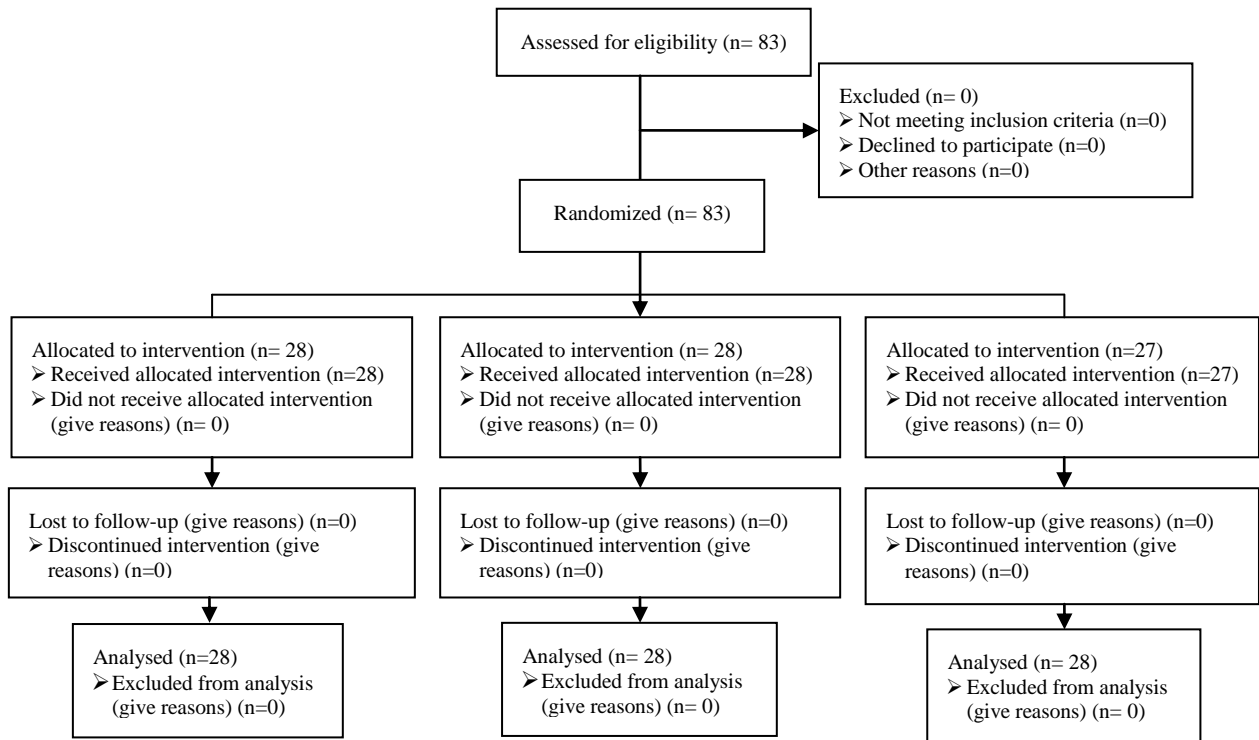 Assessed for eligibility (n= 83)
Excluded (n= 0)
➢ Not meeting inclusion criteria (n=0)
➢ Declined to participate (n=0)
➢ Other reasons (n=0)
Randomized (n= 83)
Allocated to intervention (n= 28)
➢ Received allocated intervention (n=28)
➢ Did not receive allocated intervention
(give reasons) (n= 0)
Allocated to intervention (n= 28)
➢ Received allocated intervention (n=28)
➢ Did not receive allocated intervention
(give reasons) (n= 0)
Allocated to intervention (n=27)
➢ Received allocated intervention (n=27)
➢ Did not receive allocated intervention
(give reasons) (n= 0)
Lost to follow-up (give reasons) (n=0)
➢ Discontinued intervention (give
reasons) (n=0)
Lost to follow-up (give reasons) (n=0)
➢ Discontinued intervention (give
reasons) (n=0)
Lost to follow-up (give reasons) (n=0)
➢ Discontinued intervention (give
reasons) (n=0)
Analysed (n=28)
➢ Excluded from analysis
(give reasons) (n=0)
Analysed (n= 28)
➢ Excluded from analysis
(give reasons) (n= 0)
Analysed (n= 28)
➢ Excluded from analysis
(give reasons) (n= 0)